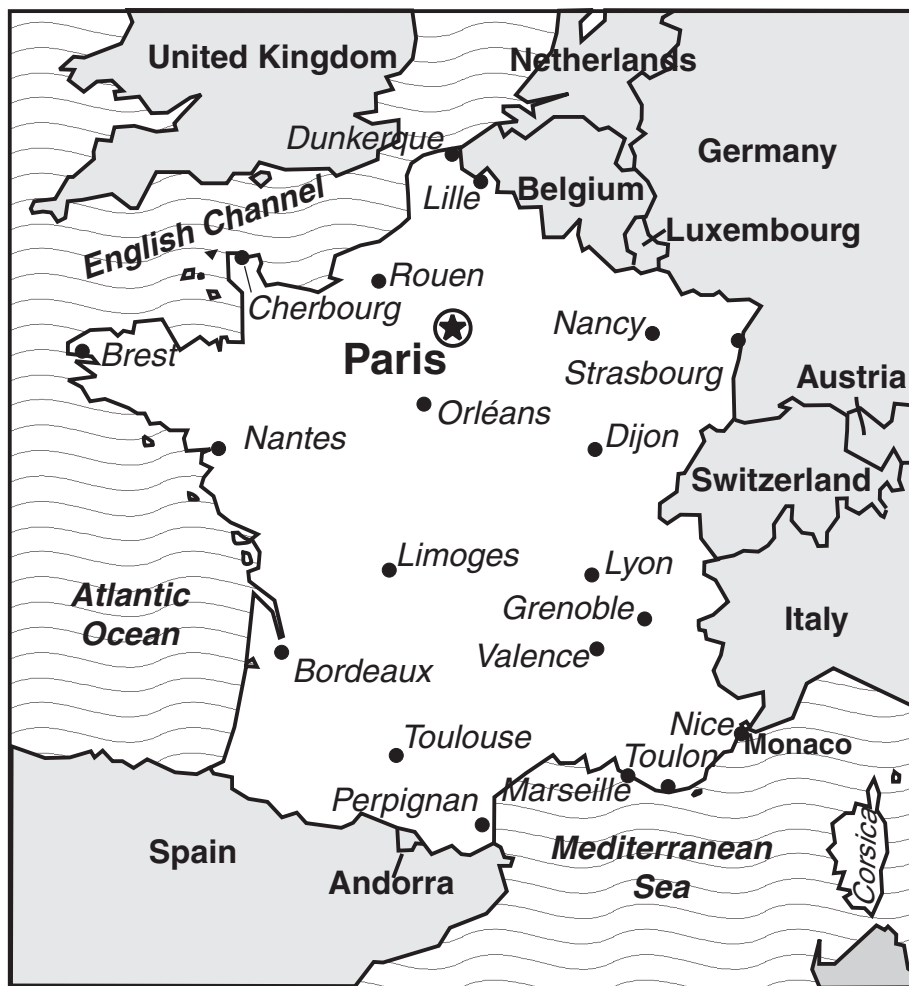 United Kingdom
Netherlands
Dunkerque
Germany
Lille
Belgium
English Channel
Luxembourg
Rouen
Cherbourg
Nancy
Brest
Paris
Strasbourg
Austria
Orléans
Nantes
Dijon
Switzerland
Limoges
Lyon
Atlantic
Ocean
Grenoble
Italy
Valence
Bordeaux
Nice
Toulouse
Monaco
Toulon
Marseille
Perpignan
Spain
Mediterranean
Sea
Corsica
Andorra